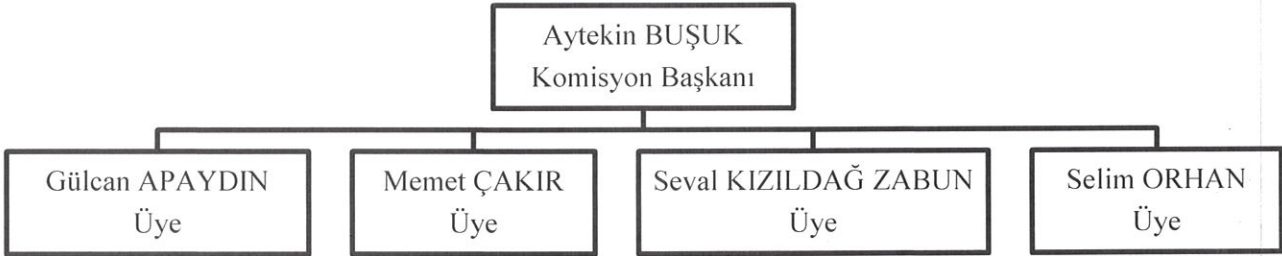 Aytekin BUŞUK
Komisyon Başkanı
Gülcan APAYDIN
Üye
Memet ÇAKIR
Üye
Seval KIZILDAĞ ZABUN
Üye
Selim ORHAN
Üye